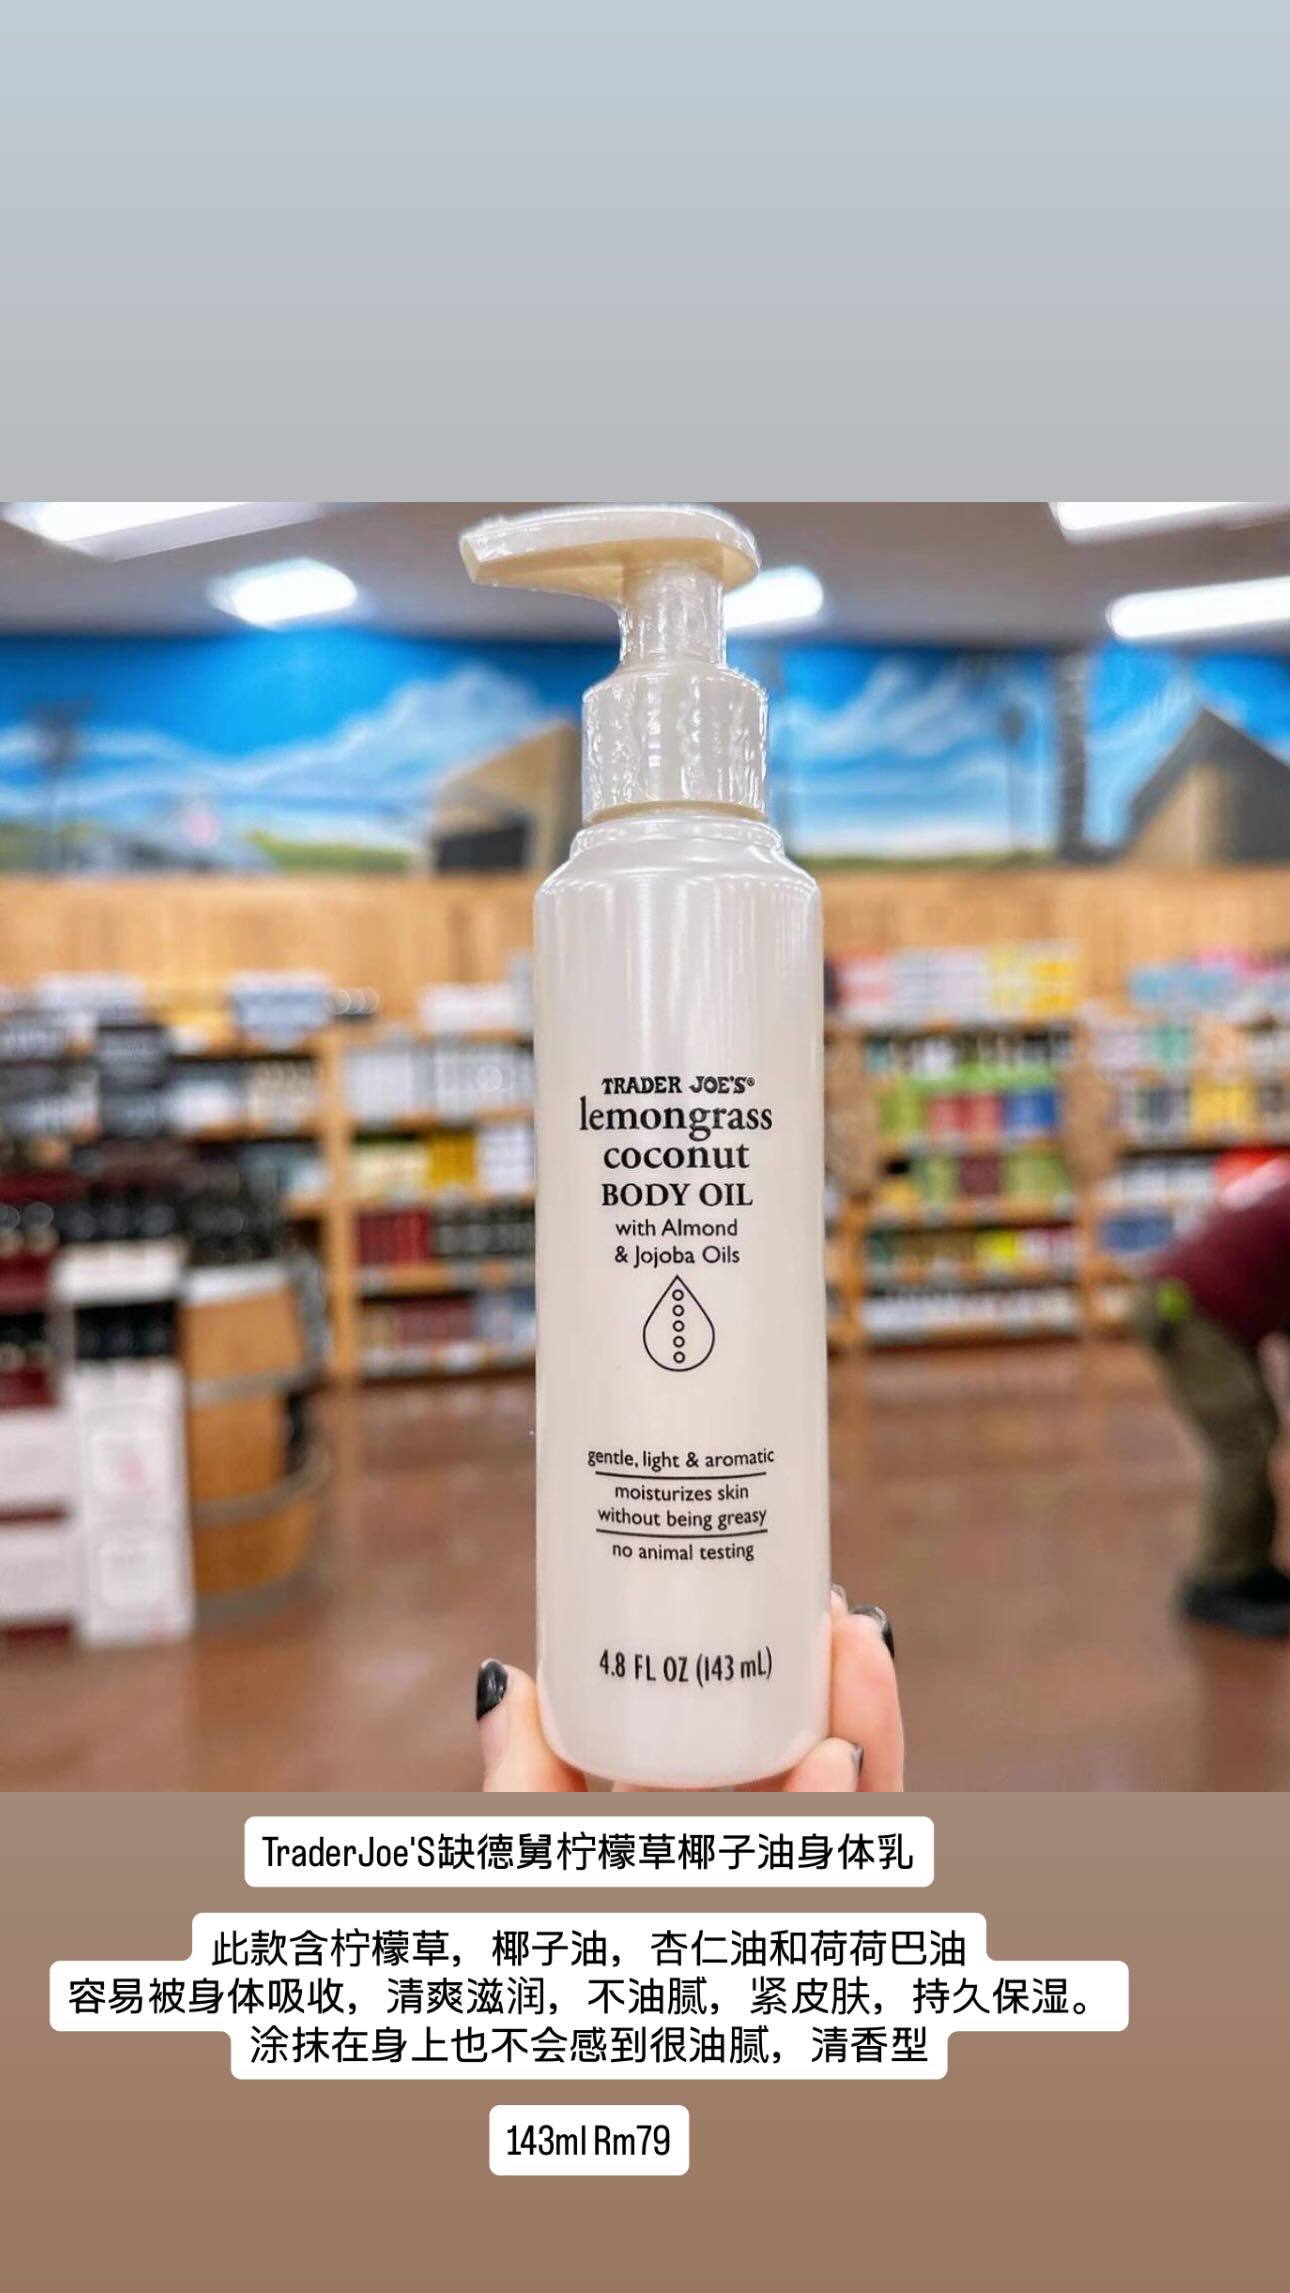 TRADER JOE'S®
lemongrass
coconut
BODY OIL
with Almond
& Jojoba Oils
gentle, light & aromatic
moisturizes skin
without being greasy
no animal testing
4.8 FL OZ (143 mL)
TraderJoe'S缺德舅柠檬草椰子油身体乳
此款含柠檬草，椰子油，杏仁油和荷荷巴油
容易被身体吸收，清爽滋润，不油腻，紧皮肤，持久保湿。
涂抹在身上也不会感到很油腻，清香型
143ml Rm79